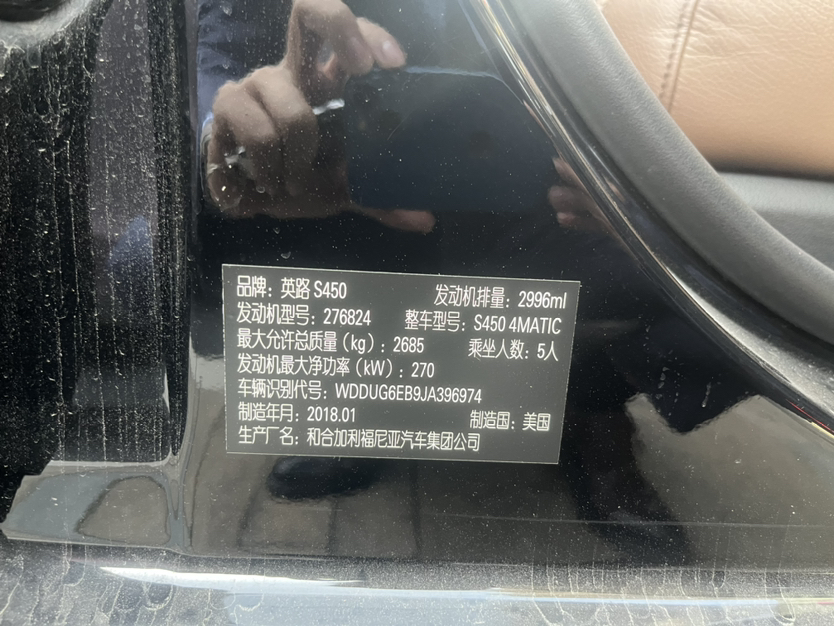 品牌：英路 S450 发动机排量：2996ml
发动机型号：276824 整车型号：S450 4MATIC
最大允许总质量（kg）：2685 乘坐人数：5人
发动机最大净功率（kW）：270
车辆识别代号：WDDUG6EB9JA396974
制造年月：2018.01 制造国：美国
生产厂名：和合加利福尼亚汽车集团公司